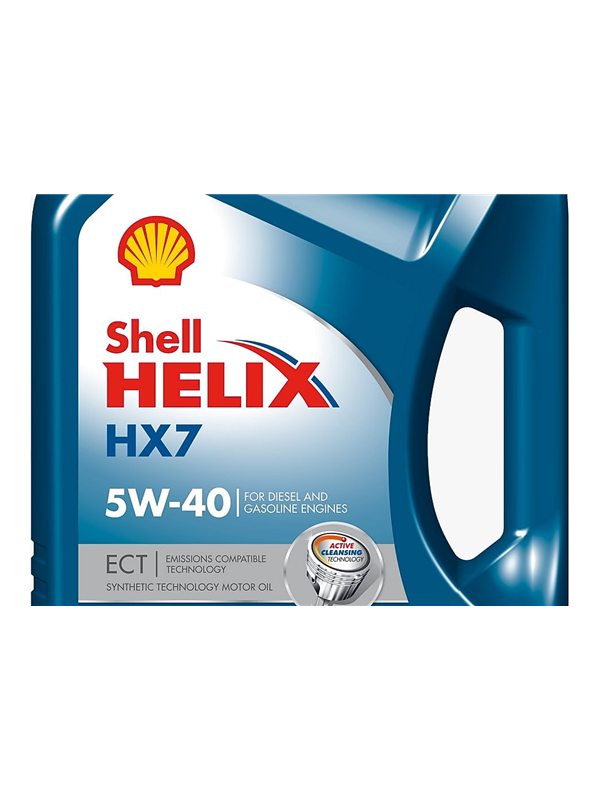 Shell
HELIX
HX7
5W-40
FOR DIESEL AND
GASOLINE ENGINES
ECT
EMISSIONS COMPATIBLE
TECHNOLOGY
SYNTHETIC TECHNOLOGY MOTOR OIL
ACTIVE
CLEANSING
TECHNOLOGY